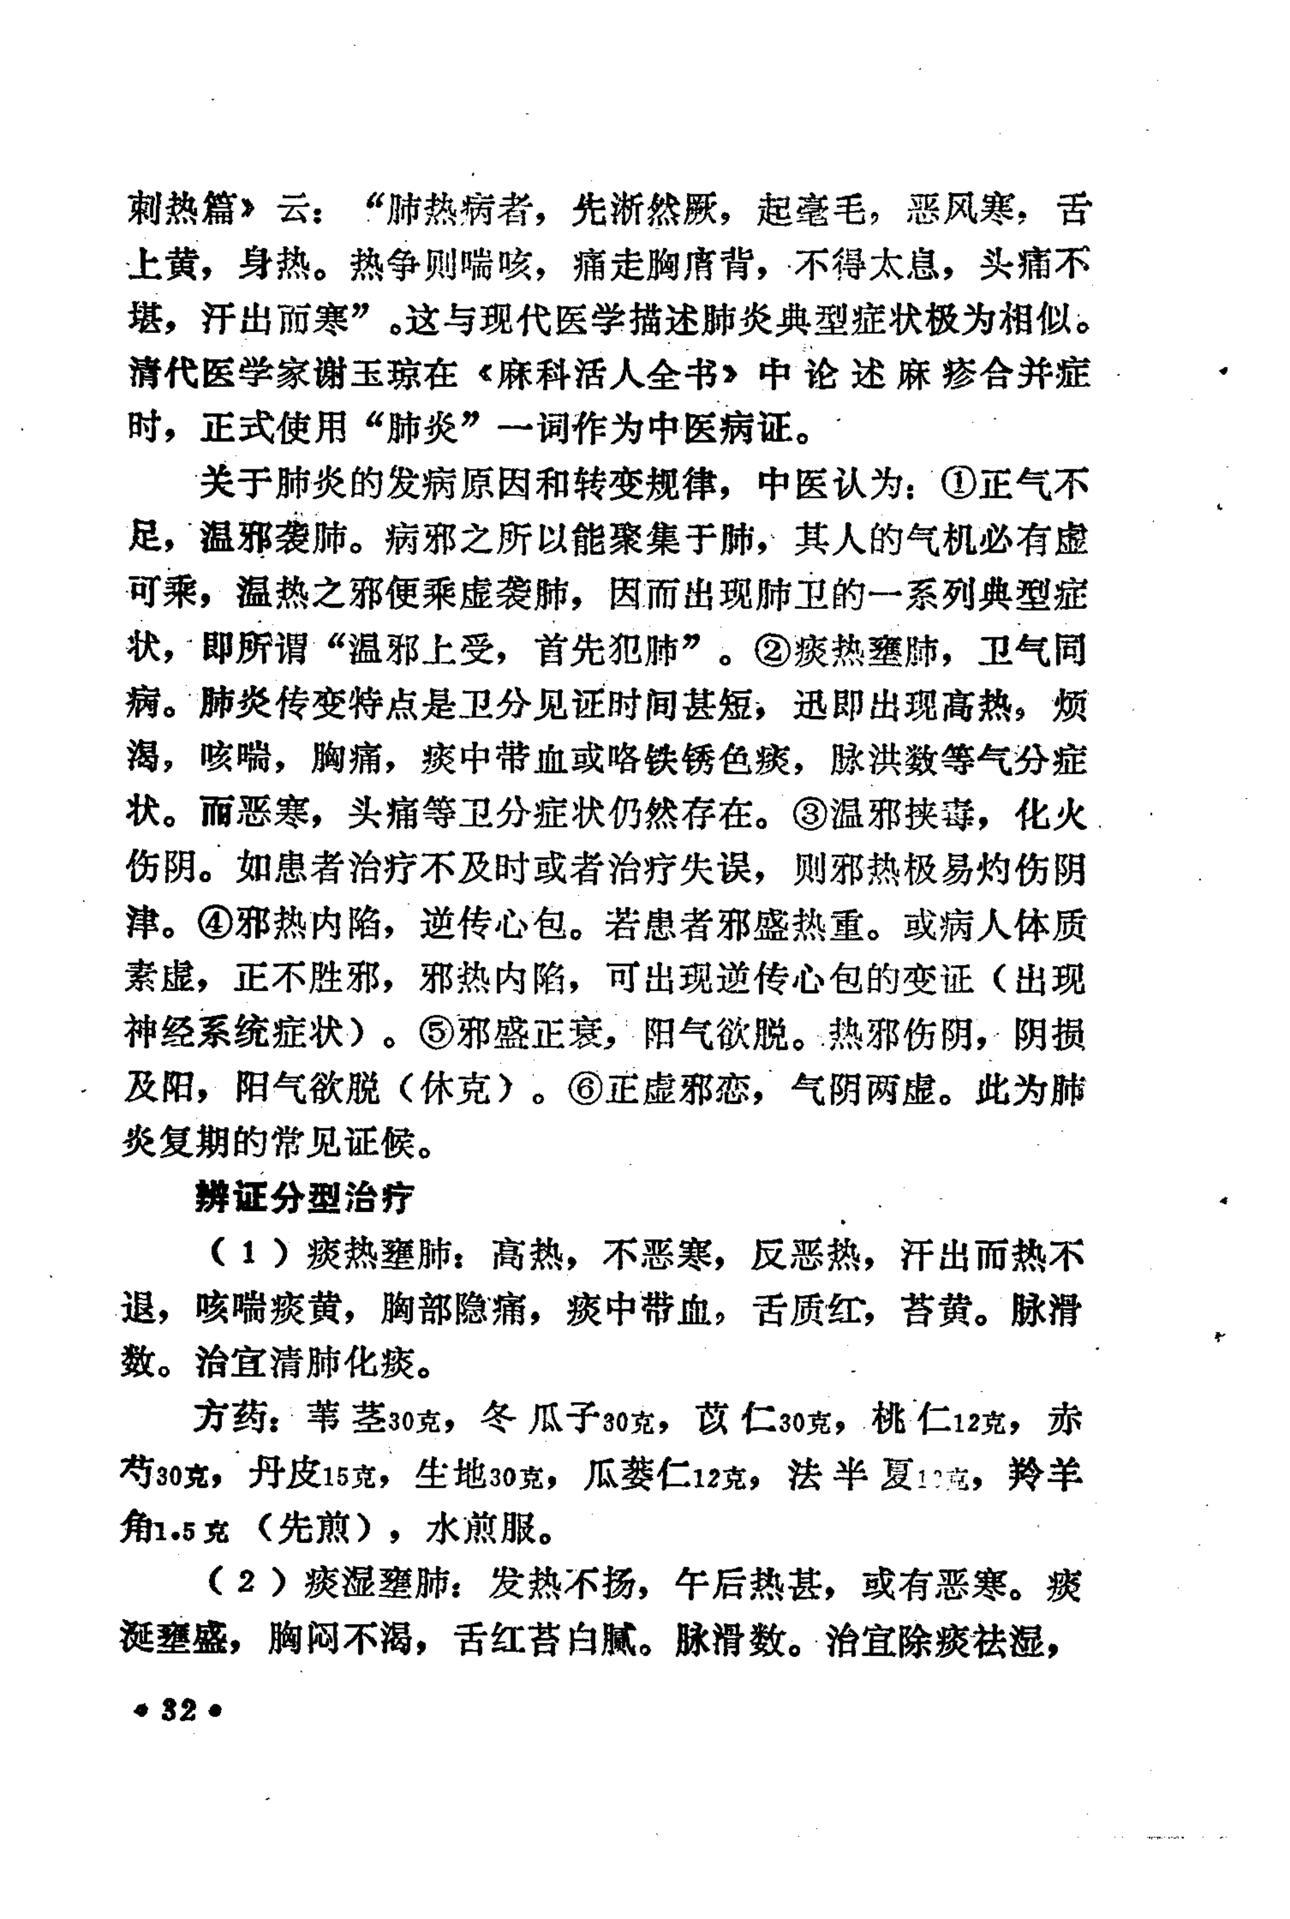 刺热篇》云：“肺热病者，先淅然厥，起毫毛，恶风寒，舌
上黄，身热。热争则喘咳，痛走胸膺背，不得太息，头痛不
堪，汗出而寒”。这与现代医学描述肺炎典型症状极为相似。
清代医学家谢玉琼在《麻科活人全书》中论述麻疹合并症
时，正式使用“肺炎”一词作为中医病证。
关于肺炎的发病原因和转变规律，中医认为：①正气不
足，温邪袭肺。病邪之所以能聚集于肺，其人的气机必有虚
可乘，温热之邪便乘虚袭肺，因而出现肺卫的一系列典型症
状，即所谓“温邪上受，首先犯肺”。②痰热壅肺，卫气同
病。肺炎传变特点是卫分见证时间甚短，迅即出现高热，烦
渴，咳喘，胸痛，痰中带血或咯铁锈色痰，脉洪数等气分症
状。而恶寒，头痛等卫分症状仍然存在。③温邪挟毒，化火
伤阴。如患者治疗不及时或者治疗失误，则邪热极易灼伤阴
津。④邪热内陷，逆传心包。若患者邪盛热重。或病人体质
素虚，正不胜邪，邪热内陷，可出现逆传心包的变证（出现
神经系统症状）。⑤邪盛正衰，阳气欲脱。热邪伤阴，阴损
及阳，阳气欲脱（休克）。⑥正虚邪恋，气阴两虚。此为肺
炎复期的常见证候。
辨证分型治疗
（1）痰热壅肺：高热，不恶寒，反恶热，汗出而热不
退，咳喘痰黄，胸部隐痛，痰中带血，舌质红，苔黄。脉滑
数。治宜清肺化痰。
方药：苇茎30克，冬瓜子30克，苡仁30克，桃仁12克，赤
芍30克，丹皮15克，生地30克，瓜蒌仁12克，法半夏克，羚羊
角1.5克（先煎），水煎服。
（2）痰湿壅肺：发热不扬，午后热甚，或有恶寒。痰
涎壅盛，胸闷不渴，舌红苔白腻。脉滑数。治宜除痰祛湿，
•32•